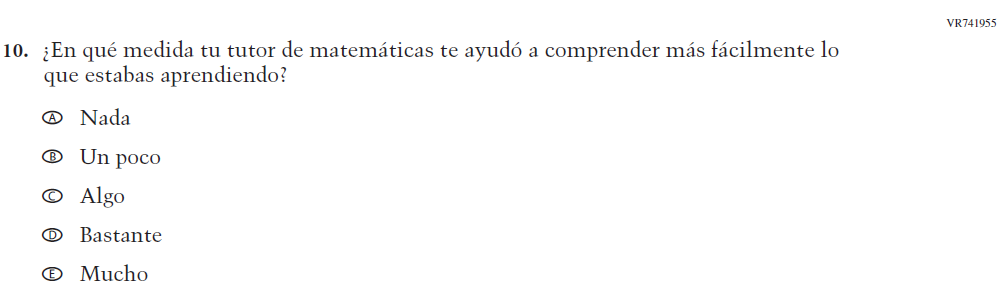 VR741955
10. ¿En qué medida tu tutor de matemáticas te ayudó a comprender más fácilmente lo
que estabas aprendiendo?
A Nada
B Un poco
C Algo
D Bastante
E Mucho